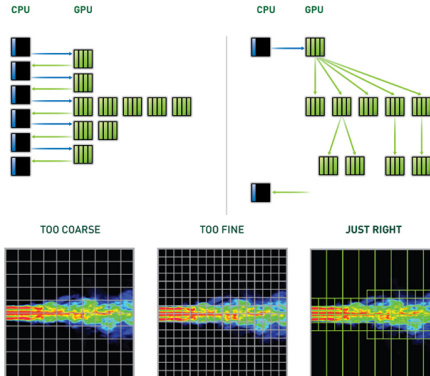 CPU GPU
CPU GPU
TOO COARSE
TOO FINE
JUST RIGHT